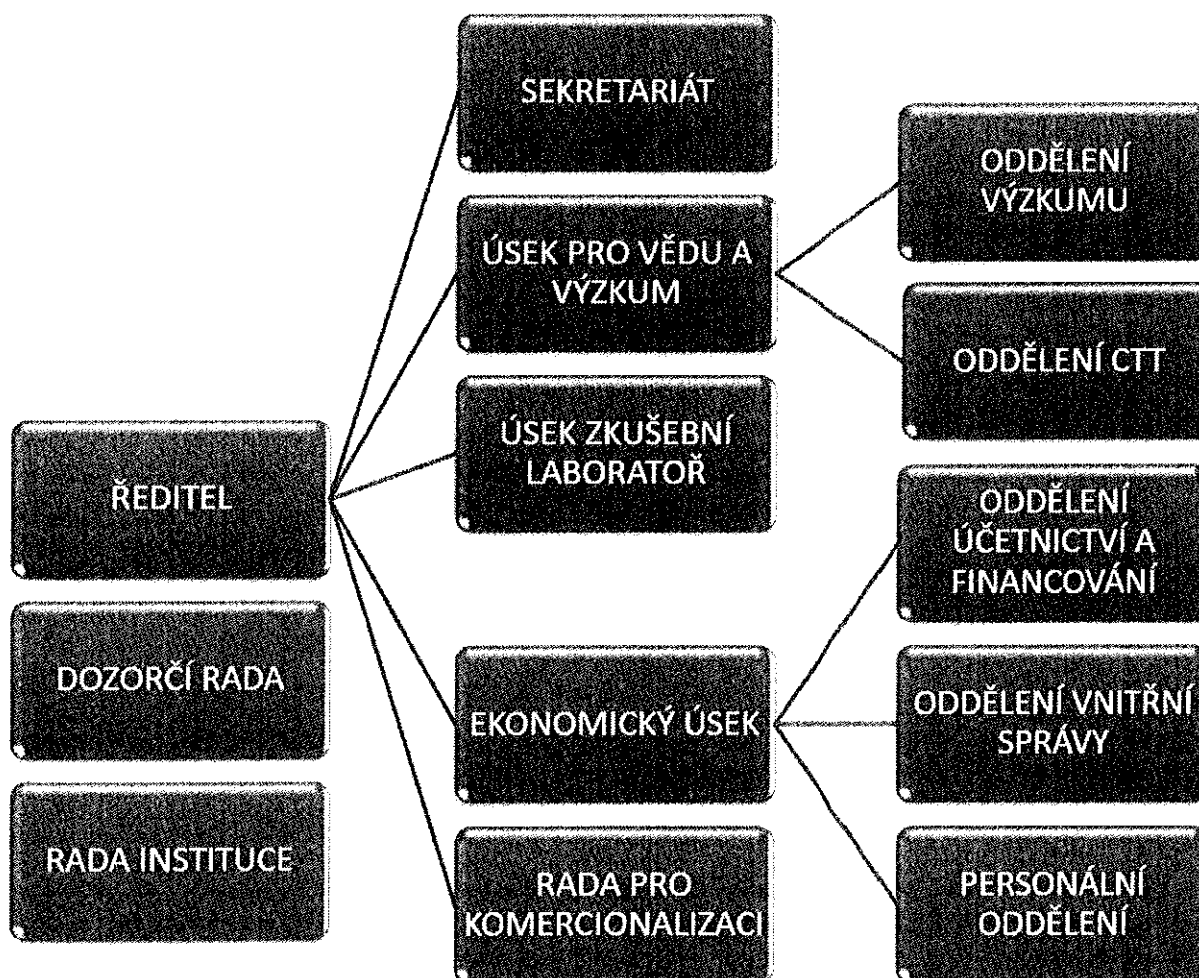 SEKRETARIÁT
ÚSEK PRO VĚDU A
VÝZKUM
ÚSEK ZKUŠEBNÍ
LABORATOŘ
ŘEDITEL
DOZORČÍ RADA
RADA INSTITUCE
EKONOMICKÝ ÚSEK
RADA PRO
KOMERCIONALIZACI
ODDĚLENÍ
VÝZKUMU
ODDĚLENÍ CTT
ODDĚLENÍ
ÚČETNICTVÍ A
FINANCOVÁNÍ
ODDĚLENÍ VNITŘNÍ
SPRÁVY
PERSONÁLNÍ
ODDĚLENÍ